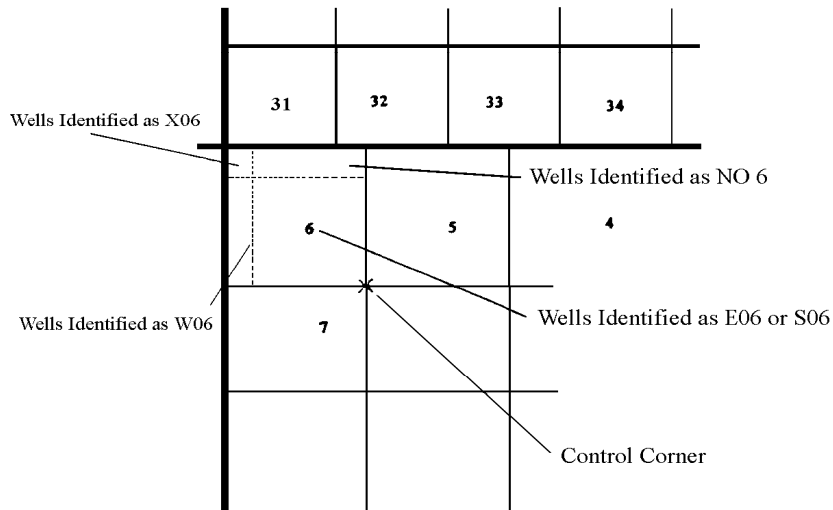 31
32
33
34
Wells Identified as X06
Wells Identified as NO 6
6
5
4
Wells Identified as W06
7
Wells Identified as E06 or S06
Control Corner